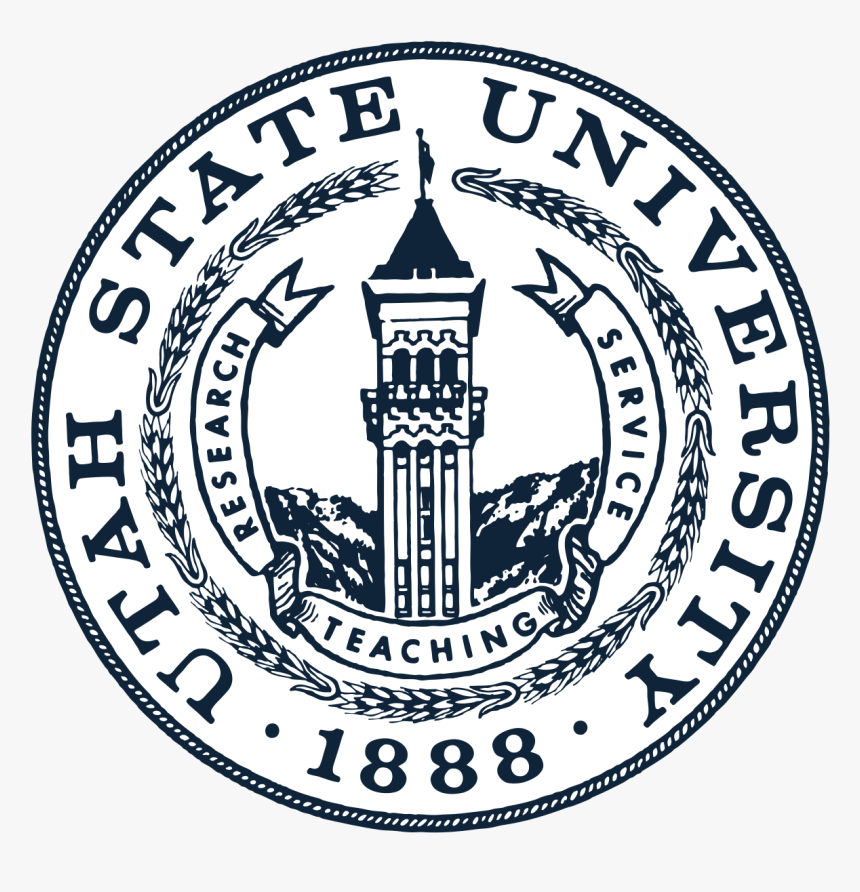 UTAH STATE UNIVERSITY
RESEARCH
SERVICE
TEACHING
· 1888 ·